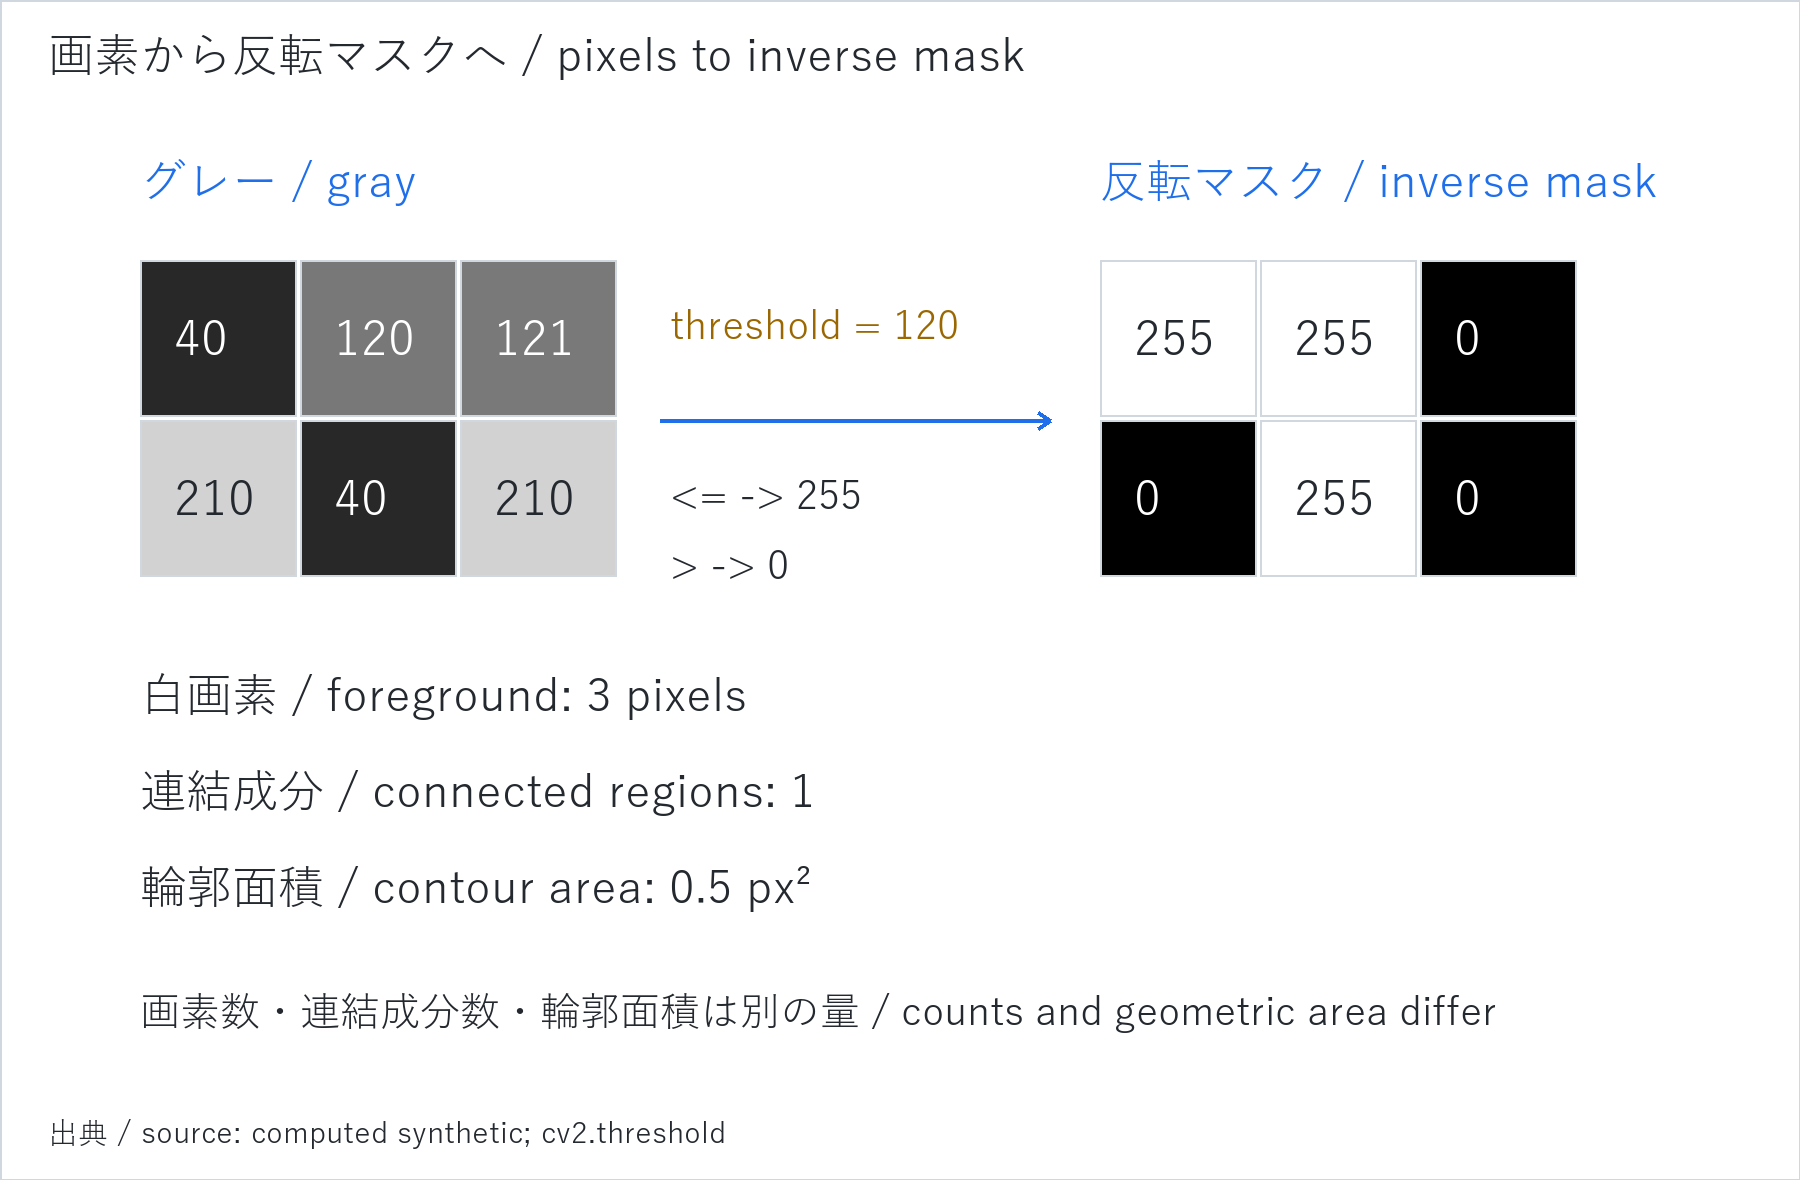 画素から反転マスクへ / pixels to inverse mask
グレー / gray
反転マスク / inverse mask
40 120 121
210 40 210
threshold = 120
<= -> 255
> -> 0
255 255 0
0 255 0
白画素 / foreground: 3 pixels
連結成分 / connected regions: 1
輪郭面積 / contour area: 0.5 px²
画素数・連結成分数・輪郭面積は別の量 / counts and geometric area differ
出典 / source: computed synthetic; cv2.threshold